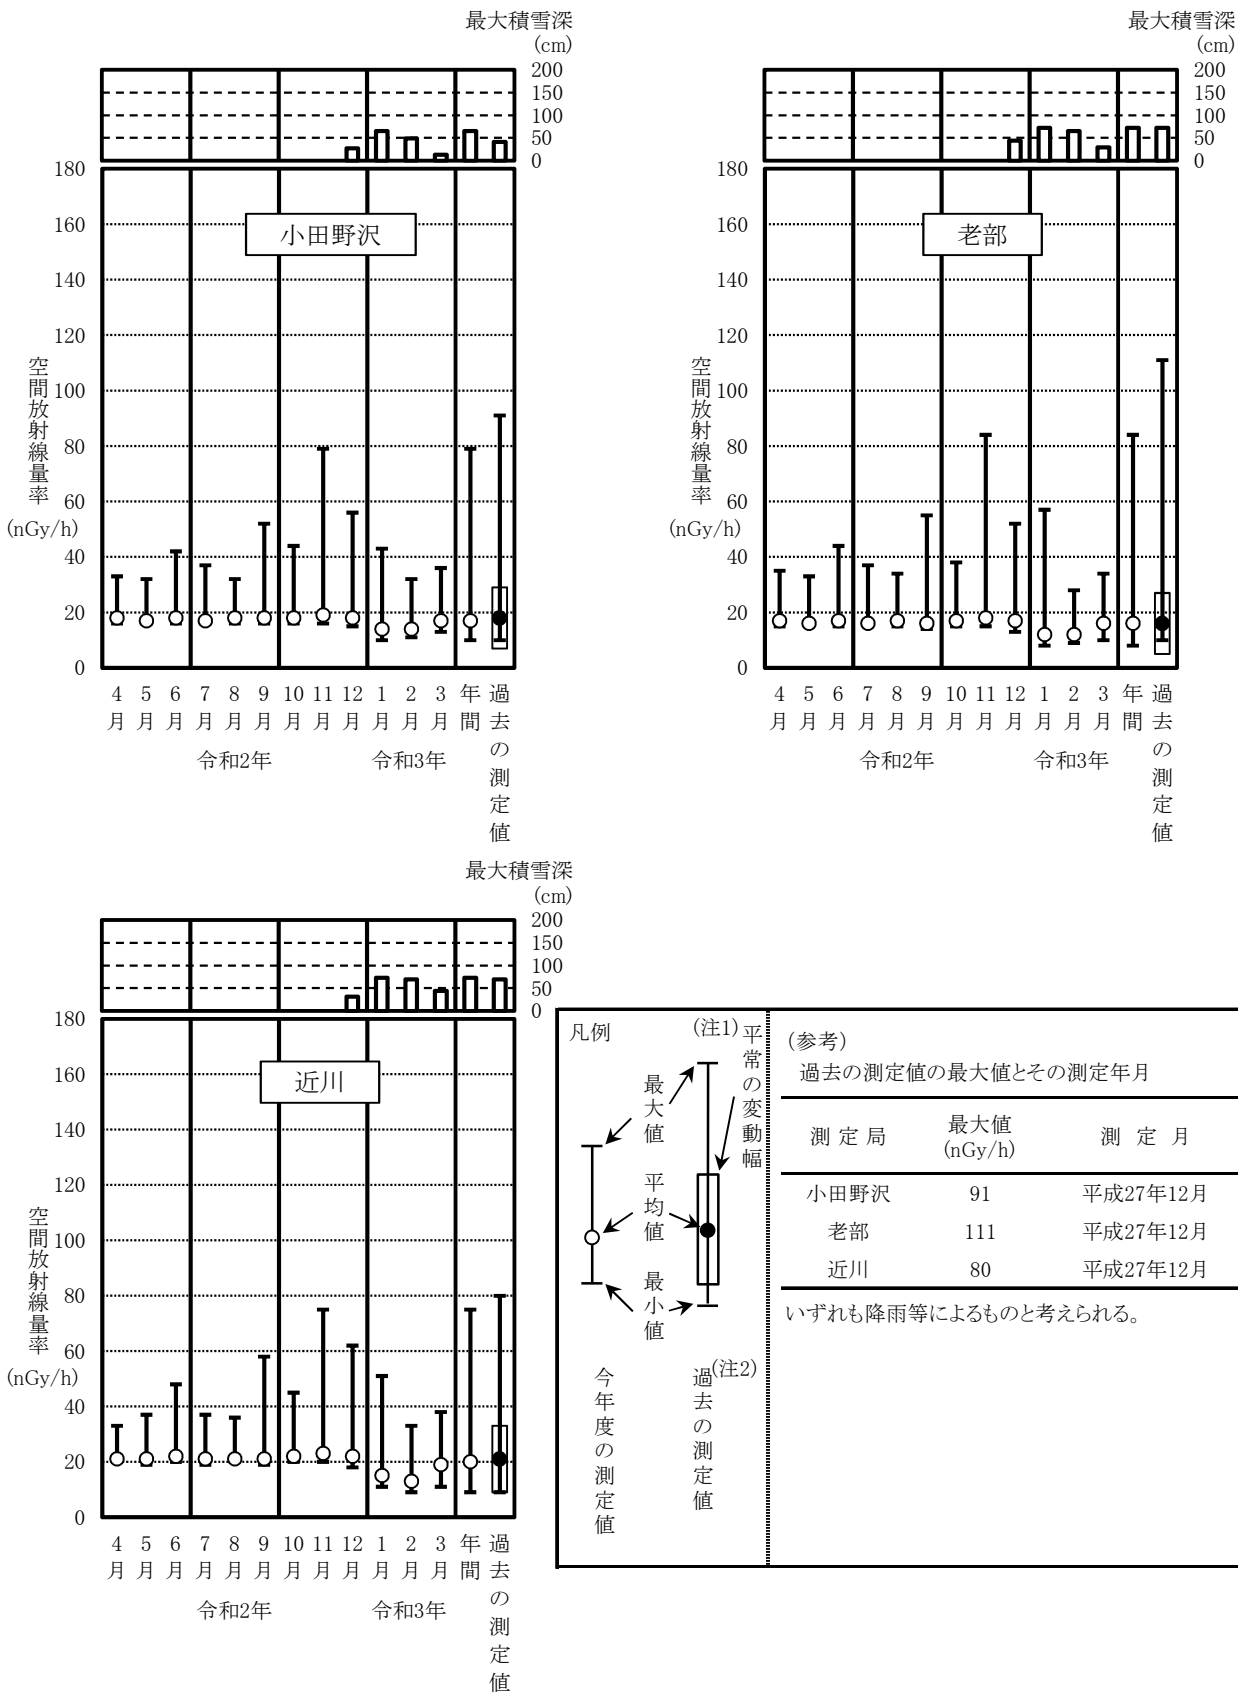 最大積雪深
(cm)
200
150
100
50
0
180
160
140
120
100
80
60
40
20
0
小田野沢
空間放射線量率
(nGy/h)
4月 5月 6月 7月 8月 9月 10月 11月 12月 1月 2月 3月 年間 過去の測定値
令和2年 令和3年
最大積雪深
(cm)
200
150
100
50
0
180
160
140
120
100
80
60
40
20
0
老部
空間放射線量率
(nGy/h)
4月 5月 6月 7月 8月 9月 10月 11月 12月 1月 2月 3月 年間 過去の測定値
令和2年 令和3年
最大積雪深
(cm)
200
150
100
50
0
180
160
140
120
100
80
60
40
20
0
近川
空間放射線量率
(nGy/h)
4月 5月 6月 7月 8月 9月 10月 11月 12月 1月 2月 3月 年間 過去の測定値
令和2年 令和3年
凡例
(注1)
平常の変動幅
最大値
平均値
最小値
(注2)
今年度の測定値
過去の測定値
(参考)
過去の測定値の最大値とその測定年月
測定局 最大値 測定月
(nGy/h)
小田野沢 91 平成27年12月
老部 111 平成27年12月
近川 80 平成27年12月
いずれも降雨等によるものと考えられる。